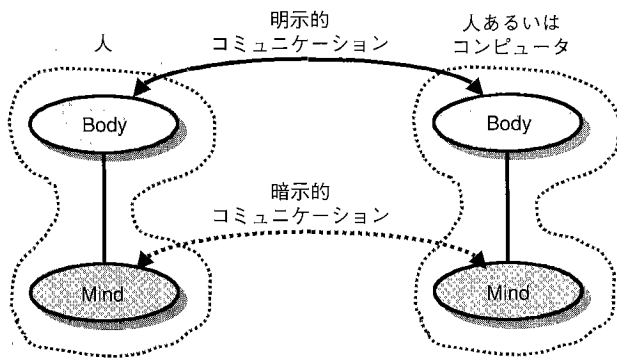 人
明示的
コミュニケーション
人あるいは
コンピュータ
Body
Body
暗示的
コミュニケーション
Mind
Mind